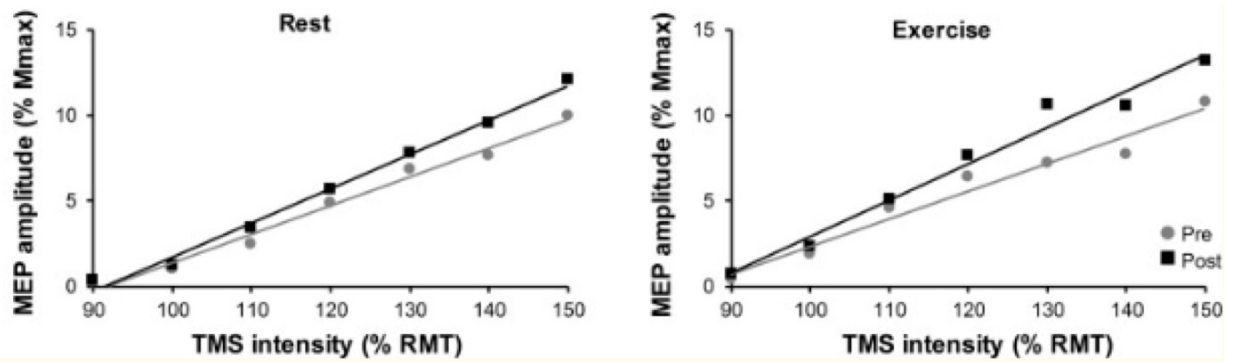 Rest
MEP amplitude (% Mmax)
15
10
5
0
90 100 110 120 130 140 150
TMS intensity (% RMT)
Exercise
MEP amplitude (% Mmax)
15
10
5
0
90 100 110 120 130 140 150
TMS intensity (% RMT)
Pre
Post